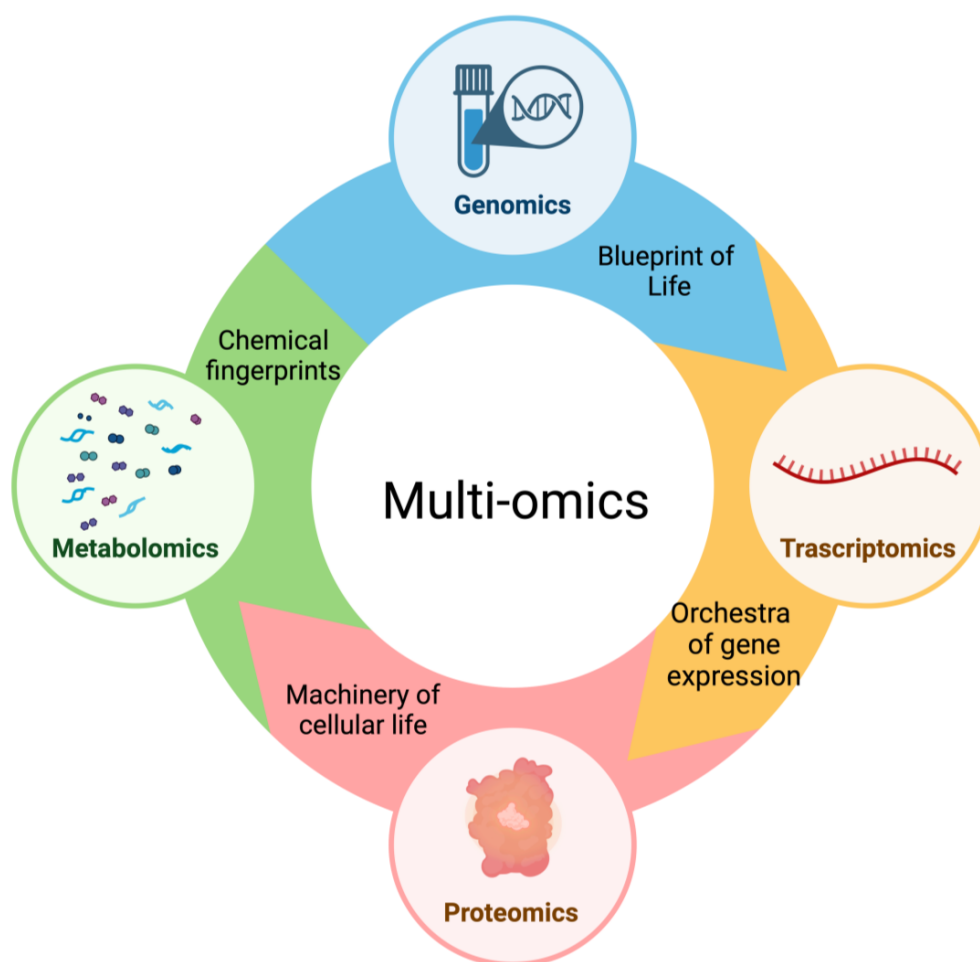 Genomics
Blueprint of
Life
Chemical
fingerprints
Multi-omics
Metabolomics
Trascriptomics
Orchestra
of gene
expression
Machinery of
cellular life
Proteomics